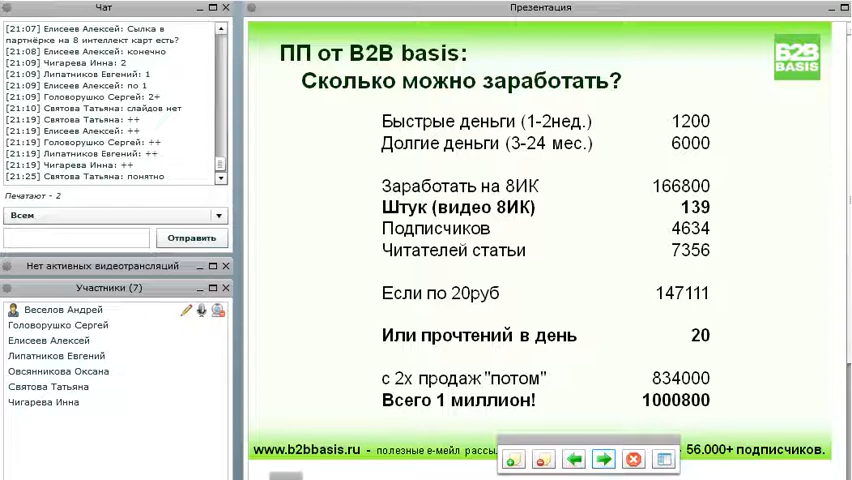 Чат
[21:07] Елисеев Алексей: Сылка в
партнёрке на 8 интеллект карт есть?
[21:08] Елисеев Алексей: конечно
[21:09] Чигарева Инна: 2
[21:09] Липатников Евгений: 1
[21:09] Елисеев Алексей: по 1
[21:09] Головорушко Сергей: 2+
[21:10] Святова Татьяна: слайдов нет
[21:19] Святова Татьяна: ++
[21:19] Елисеев Алексей: ++
[21:19] Головорушко Сергей: ++
[21:19] Липатников Евгений: ++
[21:19] Чигарева Инна: ++
[21:25] Святова Татьяна: понятно
Печатают - 2
Всем
Отправить
Нет активных видеотрансляций
Участники (7)
Веселов Андрей
Головорушко Сергей
Елисеев Алексей
Липатников Евгений
Овсянникова Оксана
Святова Татьяна
Чигарева Инна
Презентация
ПП от B2B basis:
Сколько можно заработать?
B2B
BASIS
Быстрые деньги (1-2нед.) 1200
Долгие деньги (3-24 мес.) 6000
Заработать на 8ИК 166800
Штук (видео 8ИК) 139
Подписчиков 4634
Читателей статьи 7356
Если по 20руб 147111
Или прочтений в день 20
с 2х продаж "потом" 834000
Всего 1 миллион! 1000800
www.b2bbasis.ru - полезные е-мейл - 56.000+ подписчиков.